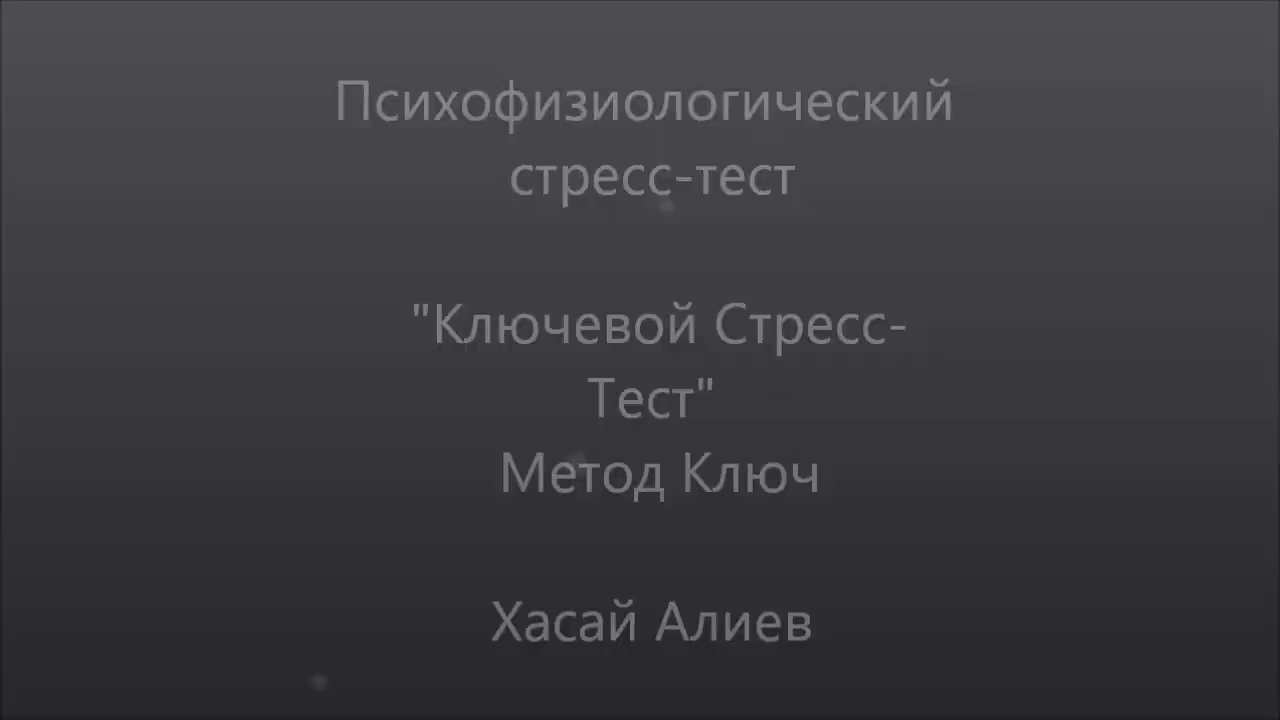 Психофизиологический
стресс-тест
"Ключевой Стресс-
Тест"
Метод Ключ
Хасай Алиев